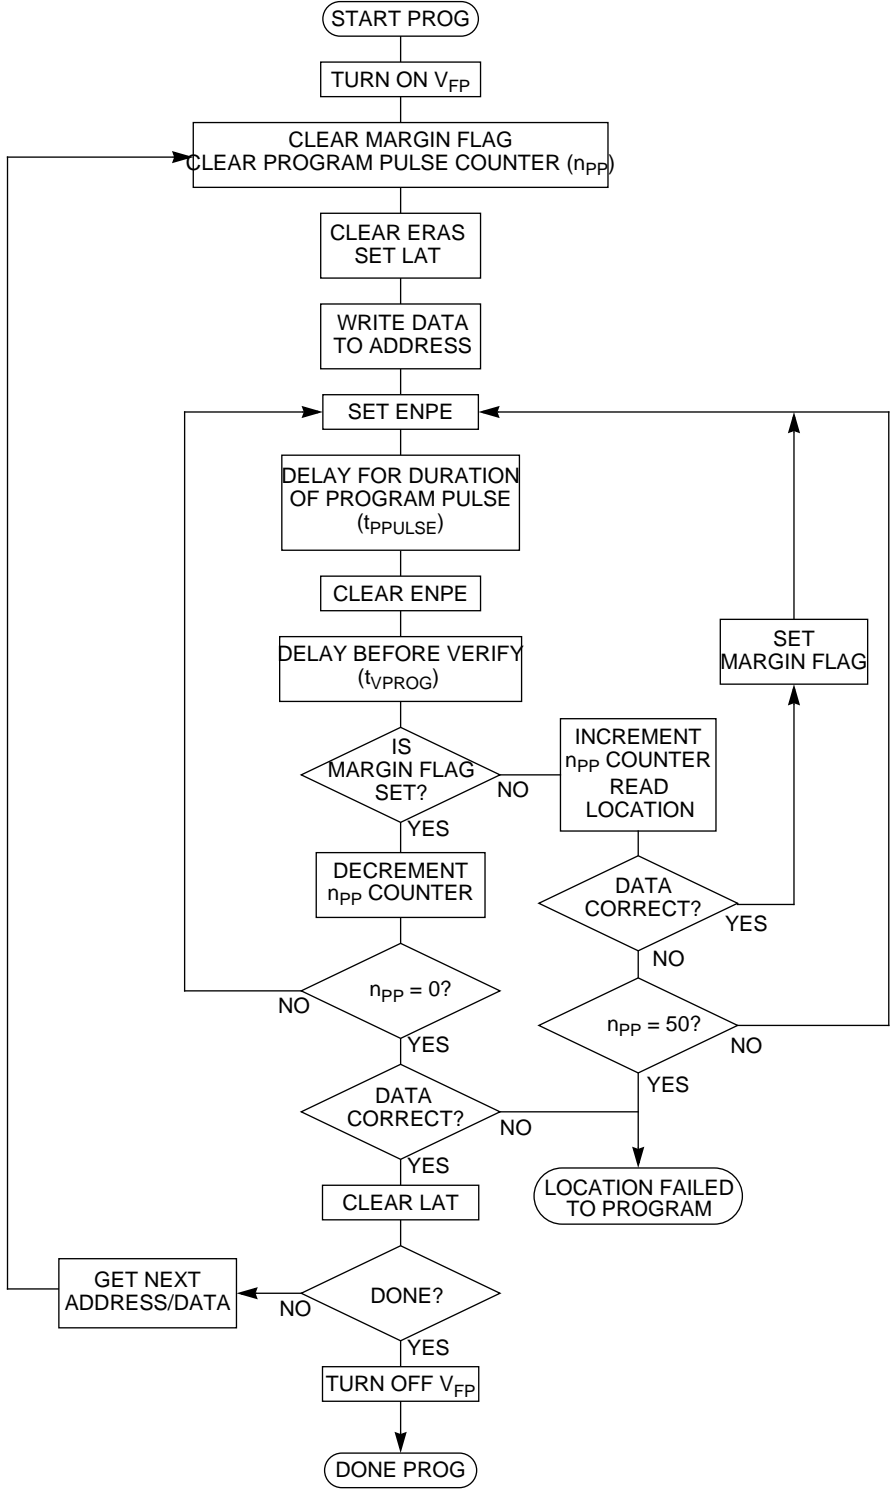 START PROG
TURN ON VFP
CLEAR MARGIN FLAG
CLEAR PROGRAM PULSE COUNTER (nPP)
CLEAR ERAS
SET LAT
WRITE DATA
TO ADDRESS
SET ENPE
DELAY FOR DURATION
OF PROGRAM PULSE
(tPPULSE)
CLEAR ENPE
DELAY BEFORE VERIFY
(tVPROG)
SET
MARGIN FLAG
IS
MARGIN FLAG
SET?
NO
YES
INCREMENT
nPP COUNTER
READ
LOCATION
DECREMENT
nPP COUNTER
DATA
CORRECT?
YES
NO
nPP = 0?
NO
YES
nPP = 50?
NO
YES
DATA
CORRECT?
NO
YES
LOCATION FAILED
TO PROGRAM
CLEAR LAT
GET NEXT
ADDRESS/DATA
NO
DONE?
YES
TURN OFF VFP
DONE PROG